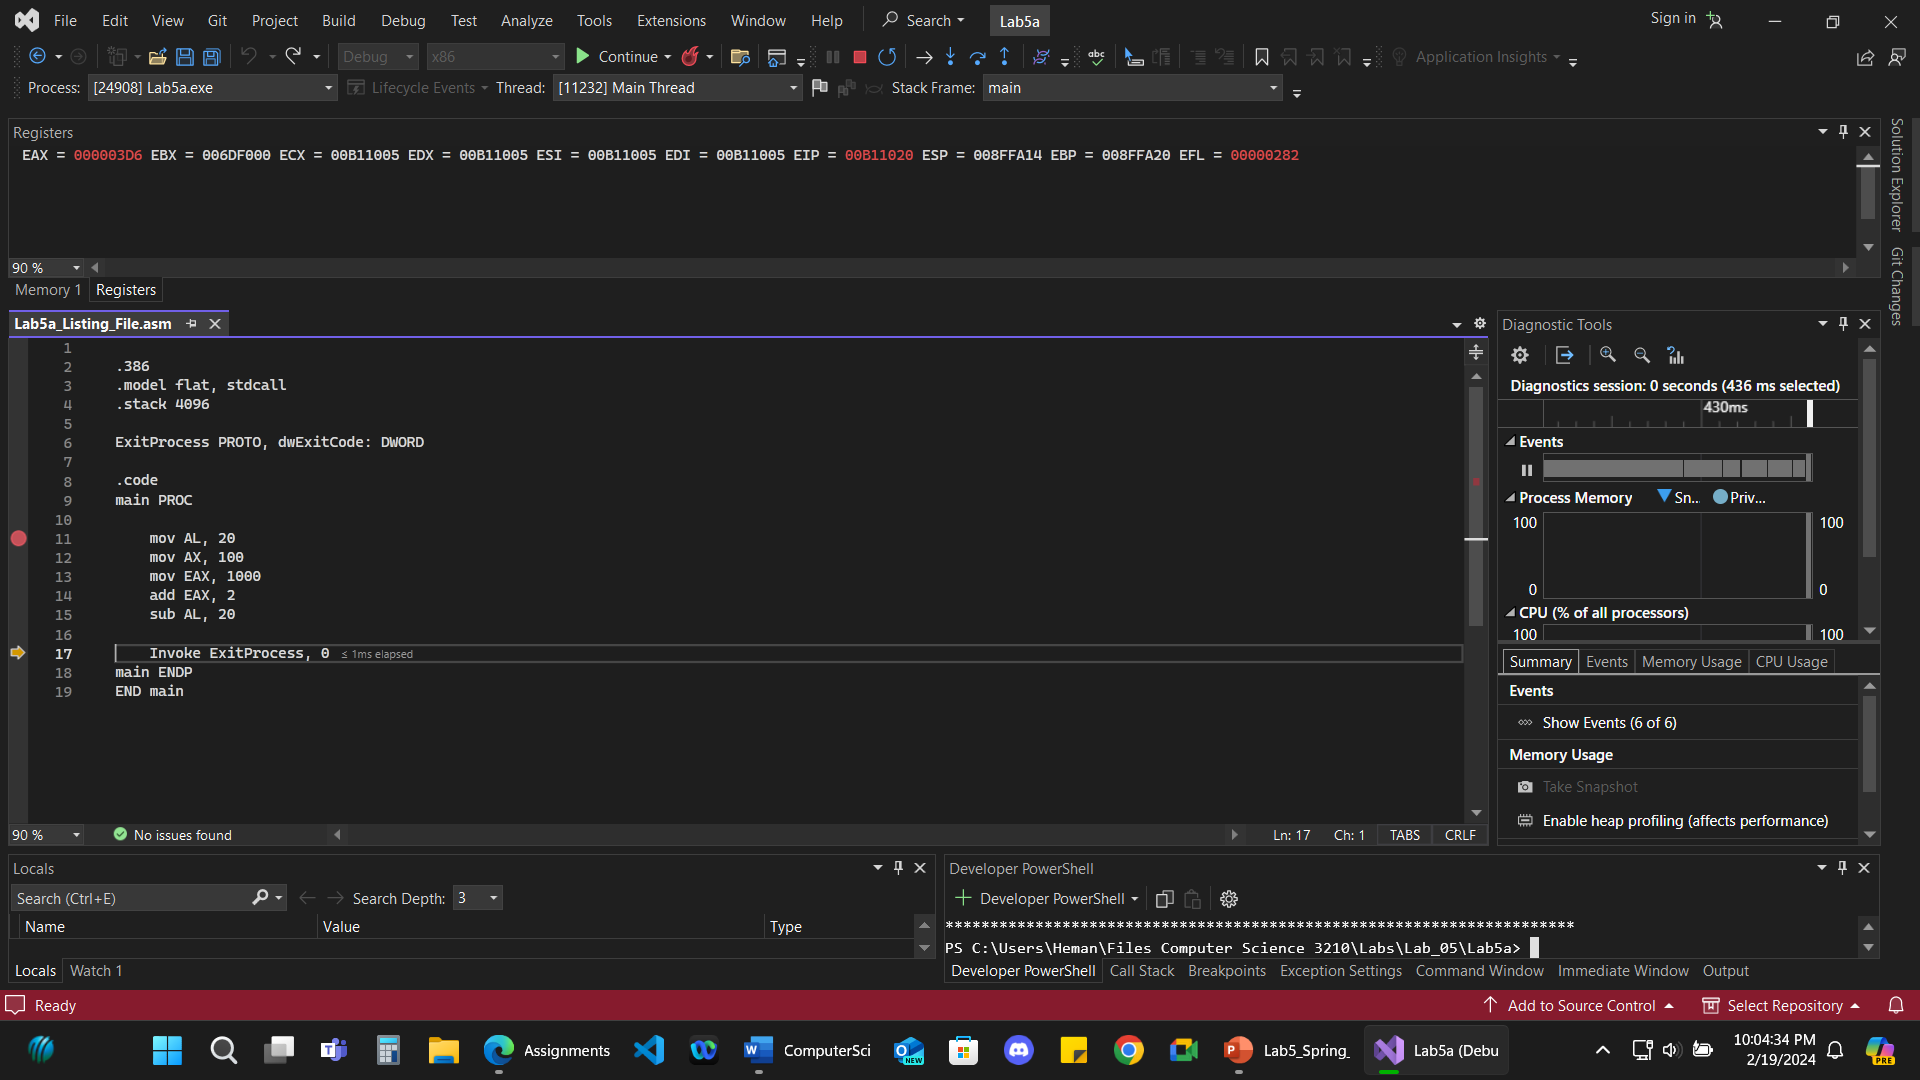 File Edit View Git Project Build Debug Test Analyze Tools Extensions Window Help Search Lab5a Sign in
Debug x86 Continue abc Application Insights
Process: [24908] Lab5a.exe Lifecycle Events Thread: [11232] Main Thread Stack Frame: main
Registers
EAX = 000003D6 EBX = 006DF000 ECX = 00B11005 EDX = 00B11005 ESI = 00B11005 EDI = 00B11005 EIP = 00B11020 ESP = 008FFA14 EBP = 008FFA20 EFL = 00000282
90 %
Memory 1 Registers
Solution Explorer
Git Changes
Lab5a_Listing_File.asm
1
2 .386
3 .model flat, stdcall
4 .stack 4096
5
6 ExitProcess PROTO, dwExitCode: DWORD
7
8 .code
9 main PROC
10
11 mov AL, 20
12 mov AX, 100
13 mov EAX, 1000
14 add EAX, 2
15 sub AL, 20
16
17 Invoke ExitProcess, 0 ≤ 1ms elapsed
18 main ENDP
19 END main
90 % No issues found Ln: 17 Ch: 1 TABS CRLF
Diagnostic Tools
Diagnostics session: 0 seconds (436 ms selected)
430ms
Events
Process Memory Sn... Priv...
100 100
0 0
CPU (% of all processors)
100 100
Summary Events Memory Usage CPU Usage
Events
Show Events (6 of 6)
Memory Usage
Take Snapshot
Enable heap profiling (affects performance)
Locals
Search (Ctrl+E) Search Depth: 3
Name Value Type
Locals Watch 1
Developer PowerShell
Developer PowerShell
**********************************************************************
PS C:\Users\Heman\Files Computer Science 3210\Labs\Lab_05\Lab5a>
Developer PowerShell Call Stack Breakpoints Exception Settings Command Window Immediate Window Output
Ready Add to Source Control Select Repository
Assignments ComputerSci Lab5_Spring_ Lab5a (Debu
10:04:34 PM
2/19/2024
NEW
PRE